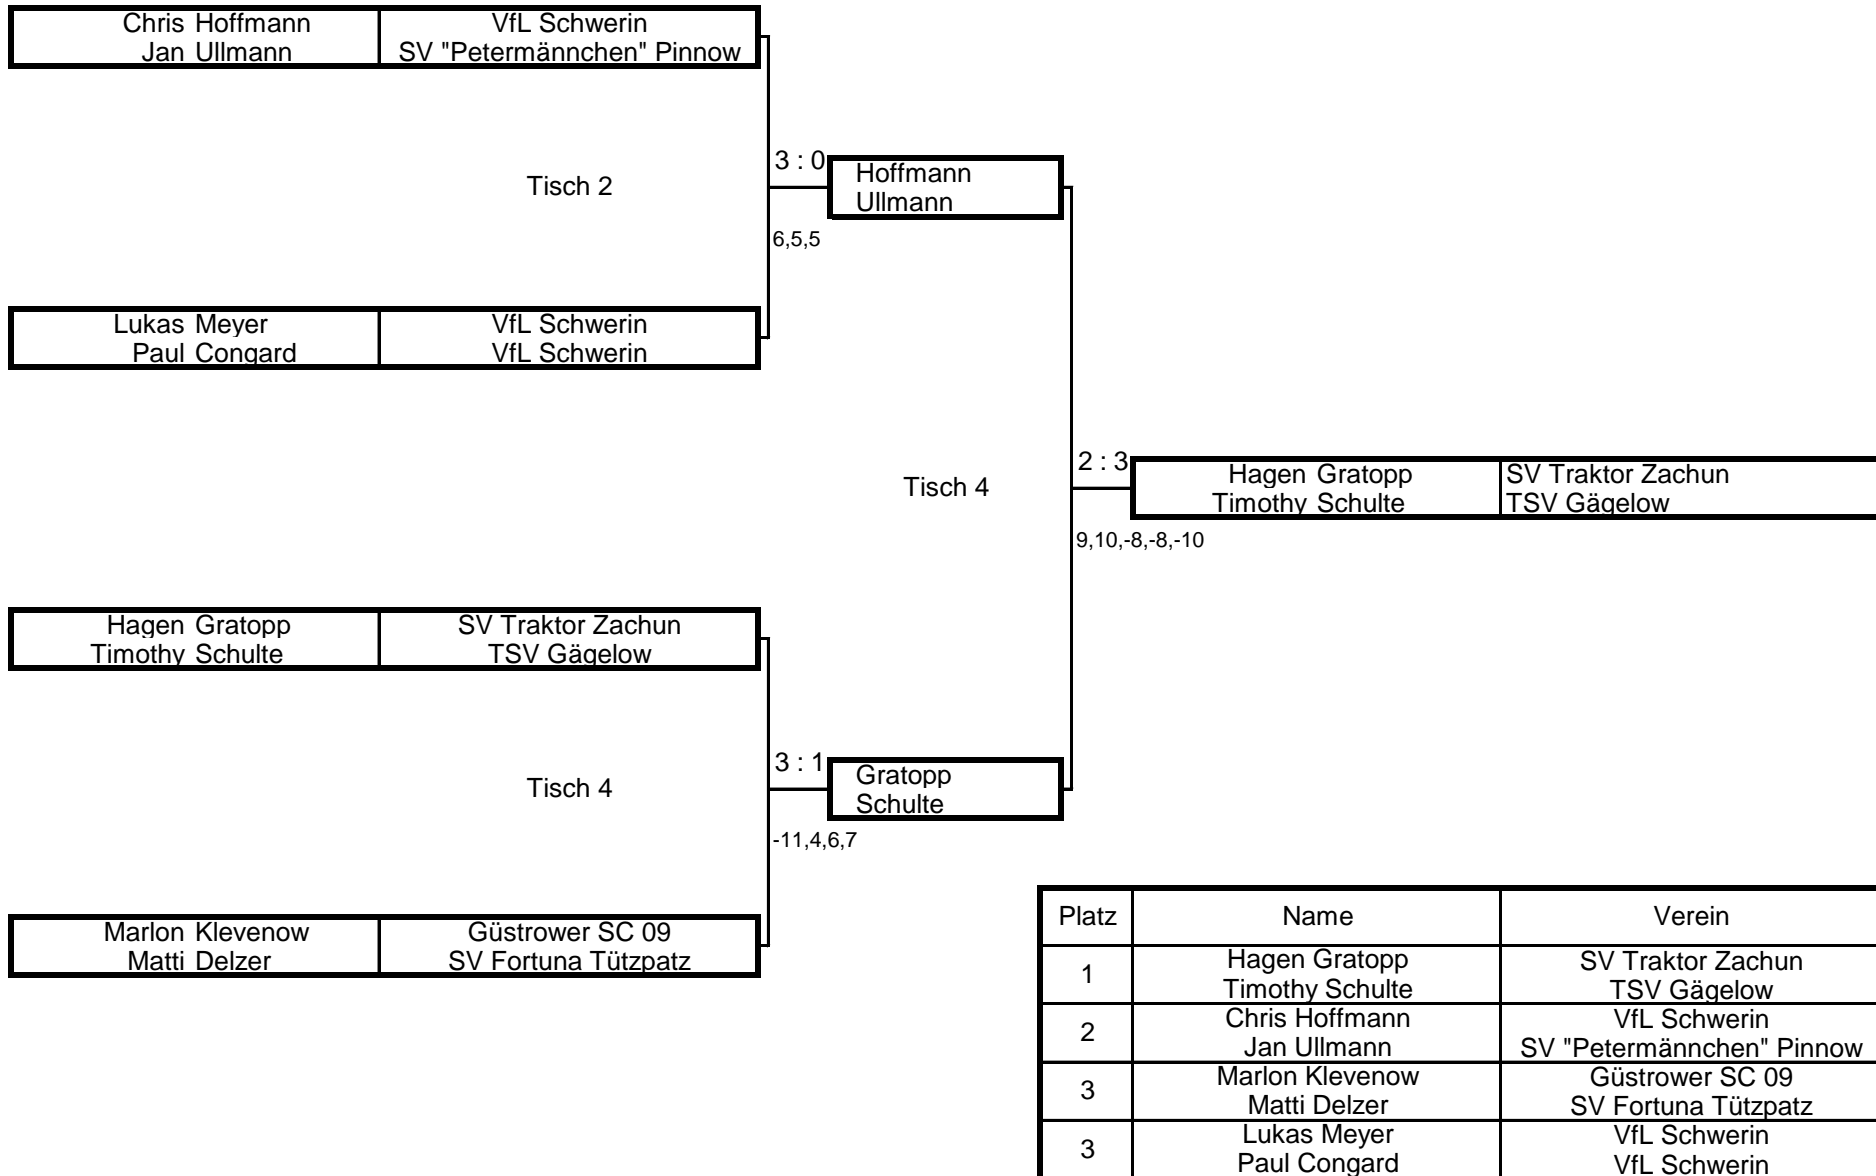 Chris Hoffmann VfL Schwerin
Jan Ullmann SV "Petermännchen" Pinnow
3 : 0
Hoffmann
Tisch 2
Ullmann
6,5,5
Lukas Meyer VfL Schwerin
Paul Congard VfL Schwerin
2 : 3
Hagen Gratopp SV Traktor Zachun
Tisch 4
Timothy Schulte TSV Gägelow
9,10,-8,-8,-10
Hagen Gratopp SV Traktor Zachun
Timothy Schulte TSV Gägelow
3 : 1
Gratopp
Tisch 4
Schulte
-11,4,6,7
Marlon Klevenow Güstrower SC 09
Matti Delzer SV Fortuna Tützpatz
Platz Name Verein
1 Hagen Gratopp SV Traktor Zachun
Timothy Schulte TSV Gägelow
2 Chris Hoffmann VfL Schwerin
Jan Ullmann SV "Petermännchen" Pinnow
3 Marlon Klevenow Güstrower SC 09
Matti Delzer SV Fortuna Tützpatz
3 Lukas Meyer VfL Schwerin
Paul Congard VfL Schwerin